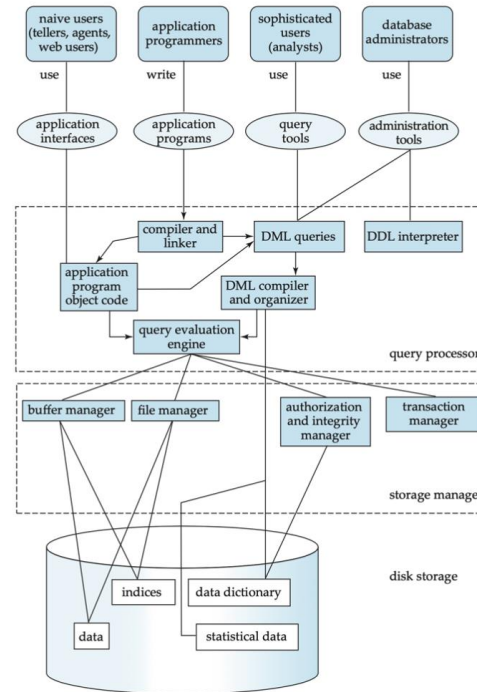 naive users
(tellers, agents,
web users)
application
programmers
sophisticated
users
(analysts)
database
administrators
use
write
use
use
application
interfaces
application
programs
query
tools
administration
tools
compiler and
linker
DML queries
DDL interpreter
application
program
object code
DML compiler
and organizer
query evaluation
engine
query processor
buffer manager
file manager
authorization
and integrity
manager
transaction
manager
storage manage
disk storage
indices
data dictionary
data
statistical data